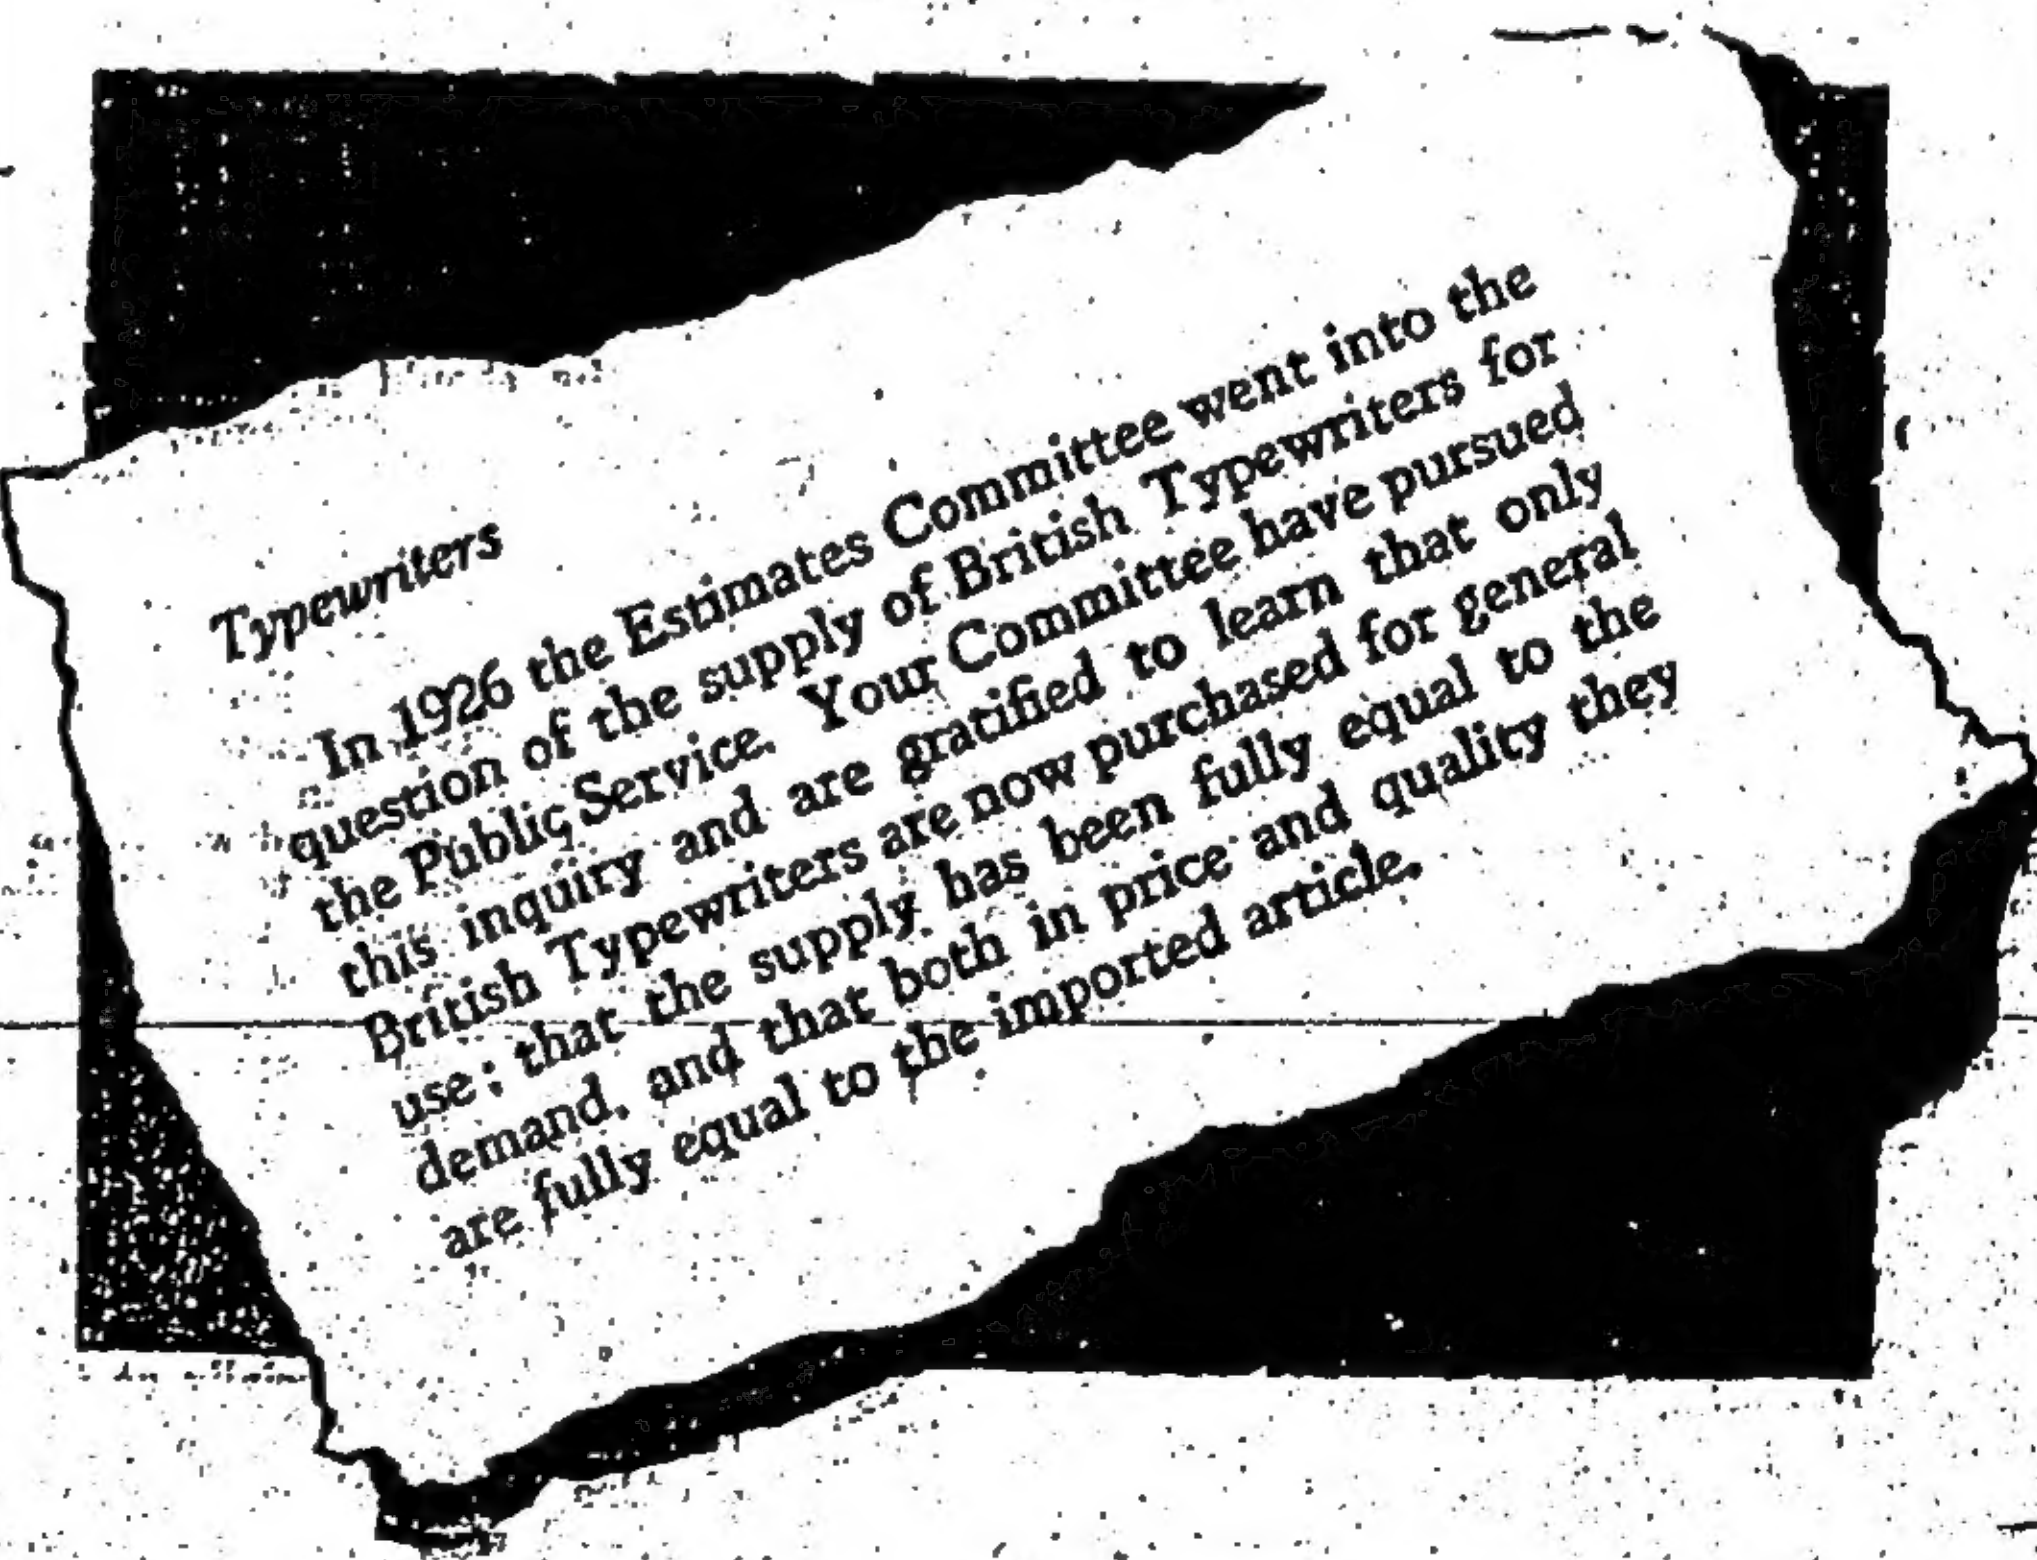 Typewriters
In 1926 the Estimates Committee went into the
question of the supply of British Typewriters for
the Public Service. Your Committee have pursued
this inquiry and are gratified to learn that only
British Typewriters are now purchased for general
use; that the supply has been fully equal to the
demand, and that both in price and quality they
are fully equal to the imported article.